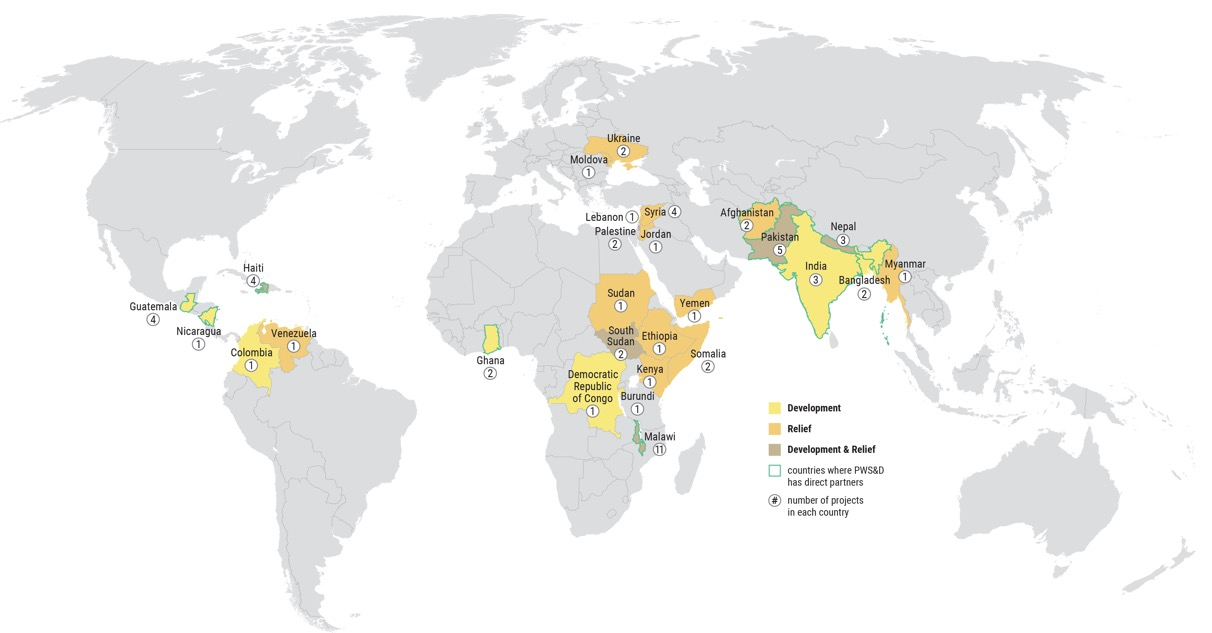 Ukraine
2
Moldova
1
Lebanon 1
Syria 4
Palestine
2
Jordan
1
Afghanistan
2
Pakistan
5
Nepal
3
India
3
Bangladesh
2
Myanmar
1
Haiti
4
Guatemala
4
Nicaragua
1
Venezuela
1
Colombia
1
Sudan
1
Yemen
1
South
Sudan
2
Ethiopia
1
Somalia
2
Ghana
2
Kenya
1
Democratic
Republic
of Congo
1
Burundi
1
Malawi
11
Development
Relief
Development & Relief
countries where PWS&D
has direct partners
# number of projects
in each country